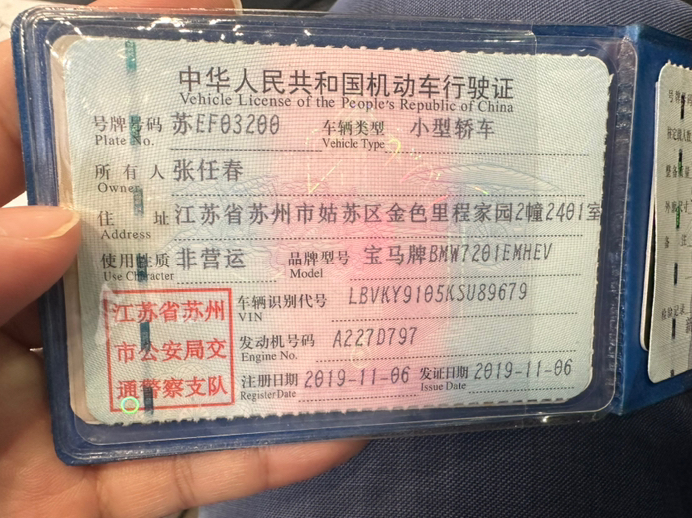 中华人民共和国机动车行驶证
Vehicle License of the People's Republic of China
号牌号码 苏EF03200 车辆类型 小型轿车
Plate No. Vehicle Type
所有人 张任春
Owner
住址 江苏省苏州市姑苏区金色里程家园2幢2401室
Address
使用性质 非营运 品牌型号 宝马牌BMW7201EMHEV
Use Character Model
江苏省苏州
市公安局交
通警察支队
车辆识别代号 LBVKY9105KSU89679
VIN
发动机号码 A227D797
Engine No.
注册日期 2019-11-06 发证日期 2019-11-06
Register Date Issue Date